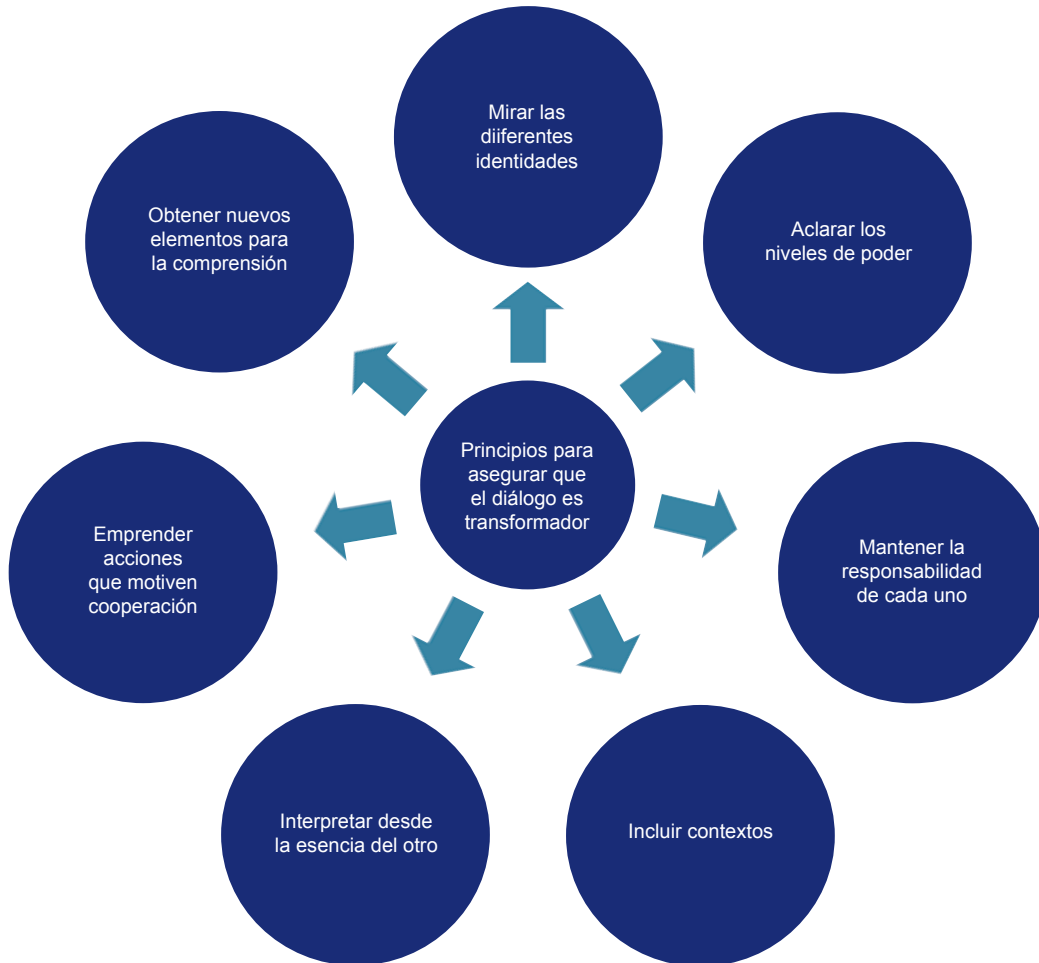 Mirar las
diiferentes
identidades
Aclarar los
niveles de poder
Mantener la
responsabilidad
de cada uno
Incluir contextos
Interpretar desde
la esencia del otro
Emprender
acciones
que motiven
cooperación
Obtener nuevos
elementos para
la comprensión
Principios para
asegurar que
el diálogo es
transformador